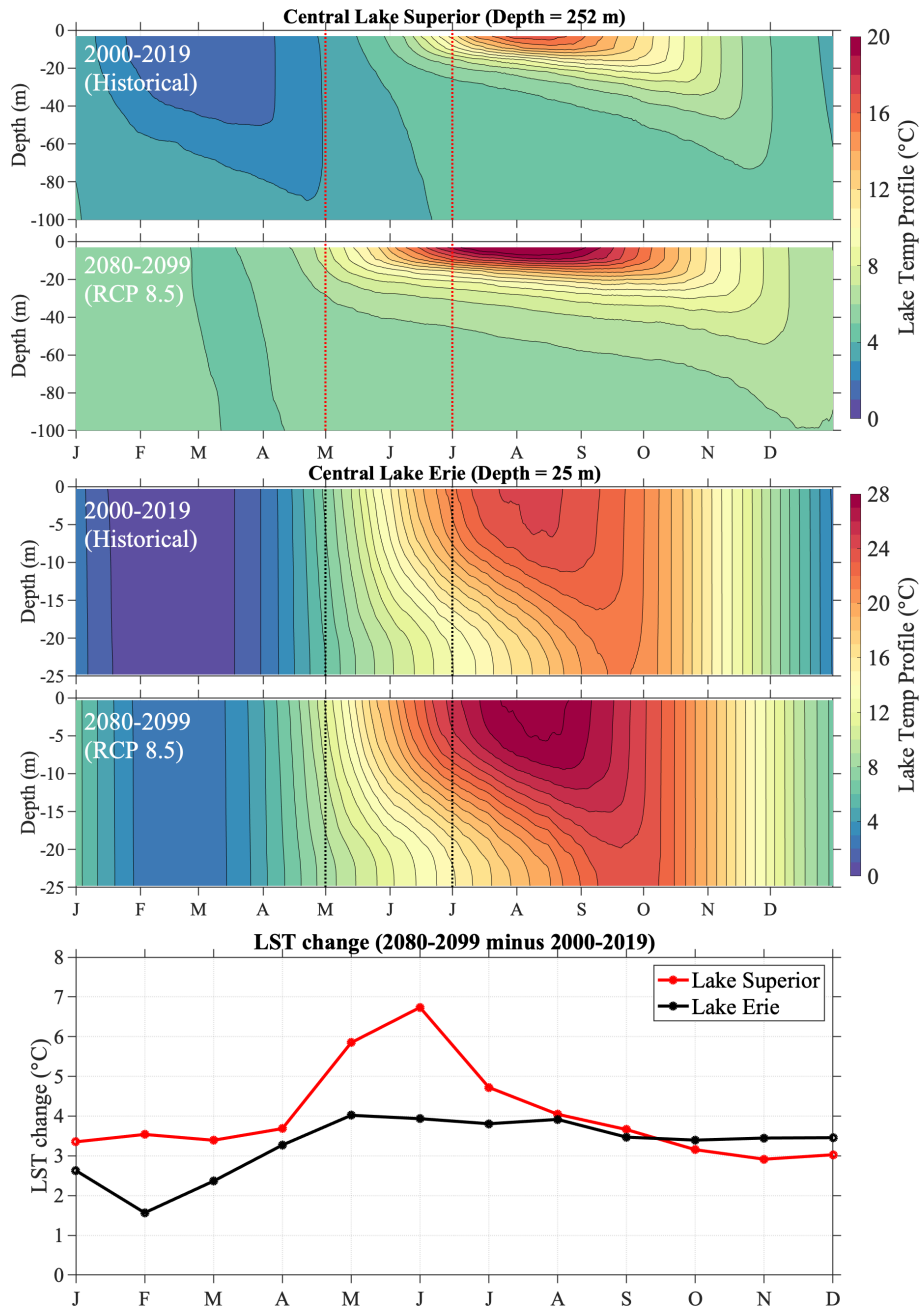 Central Lake Superior (Depth = 252 m)
2000-2019
(Historical)
Depth (m)
0
-20
-40
-60
-80
-100
2080-2099
(RCP 8.5)
Depth (m)
0
-20
-40
-60
-80
-100
J F M A M J J A S O N D
20
16
12
8
4
0
Lake Temp Profile (°C)
Central Lake Erie (Depth = 25 m)
2000-2019
(Historical)
Depth (m)
0
-5
-10
-15
-20
-25
2080-2099
(RCP 8.5)
Depth (m)
0
-5
-10
-15
-20
-25
J F M A M J J A S O N D
28
24
20
16
12
8
4
0
Lake Temp Profile (°C)
LST change (2080-2099 minus 2000-2019)
LST change (°C)
8
7
6
5
4
3
2
1
0
Lake Superior
Lake Erie
J F M A M J J A S O N D